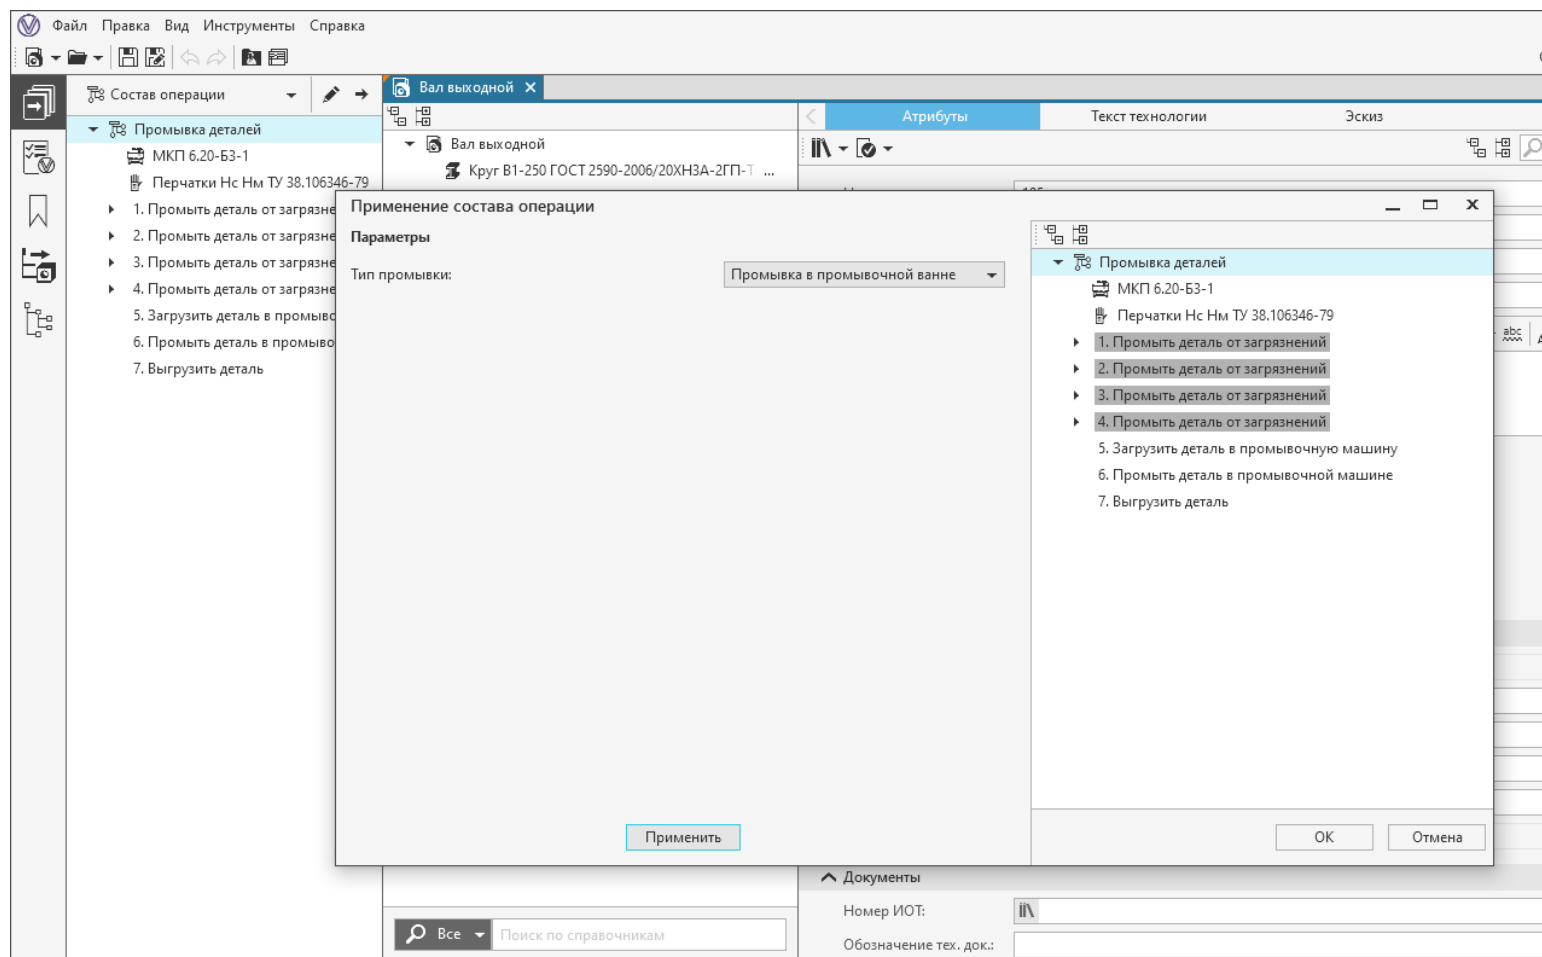 Файл Правка Вид Инструменты Справка
Состав операции
Промывка деталей
МКП 6.20-Б3-1
Перчатки Нс Нм ТУ 38.106346-79
1. Промыть деталь от загрязне
2. Промыть деталь от загрязне
3. Промыть деталь от загрязне
4. Промыть деталь от загрязне
5. Загрузить деталь в промывс
6. Промыть деталь в промыво
7. Выгрузить деталь
Вал выходной
Вал выходной
Круг В1-250 ГОСТ 2590-2006/20ХН3А-2ГП-Т ...
Атрибуты Текст технологии Эскиз
Применение состава операции
Параметры
Тип промывки: Промывка в промывочной ванне
Промывка деталей
МКП 6.20-Б3-1
Перчатки Нс Нм ТУ 38.106346-79
1. Промыть деталь от загрязнений
2. Промыть деталь от загрязнений
3. Промыть деталь от загрязнений
4. Промыть деталь от загрязнений
5. Загрузить деталь в промывочную машину
6. Промыть деталь в промывочной машине
7. Выгрузить деталь
Применить
ОК Отмена
abc
Документы
Номер ИОТ:
Обозначение тех. док.:
Все Поиск по справочникам